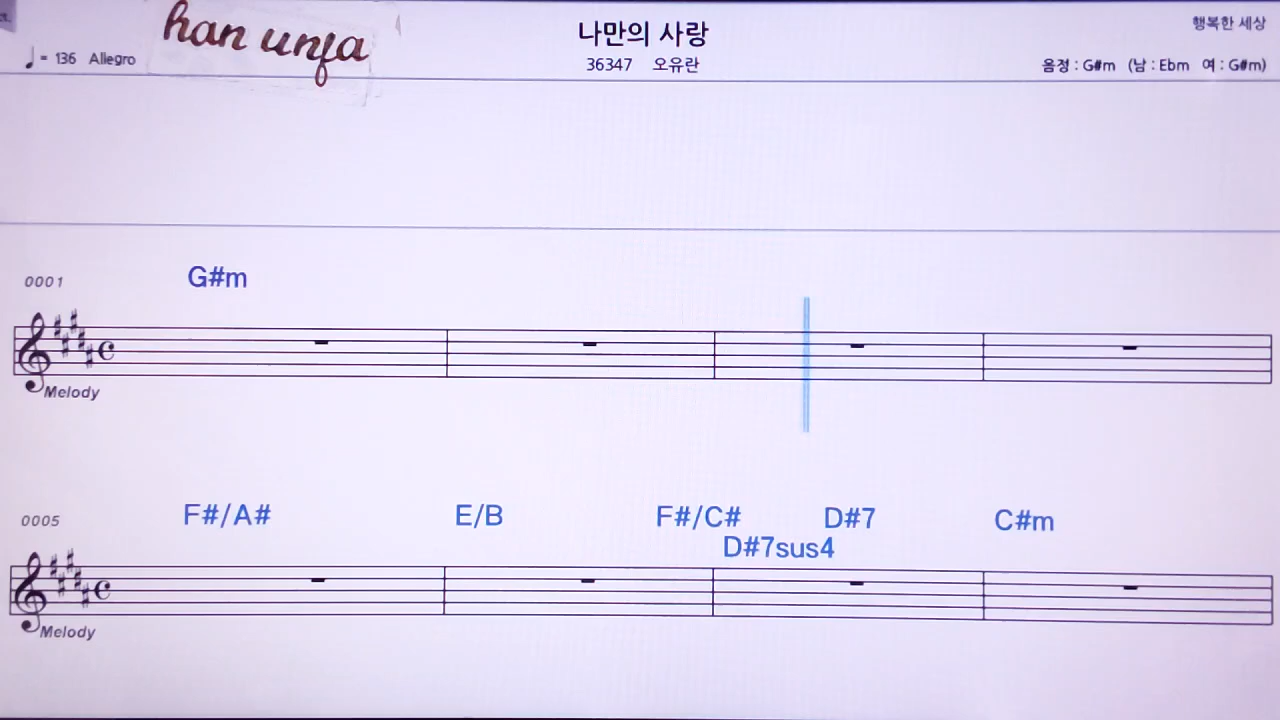 han unja
나만의 사랑
행복한 세상
♩ = 136 Allegro
36347 오유란
음정 : G#m (남 : Ebm 여 : G#m)
0001
G#m
Melody
0005
F#/A# E/B F#/C# D#7 C#m
D#7sus4
Melody